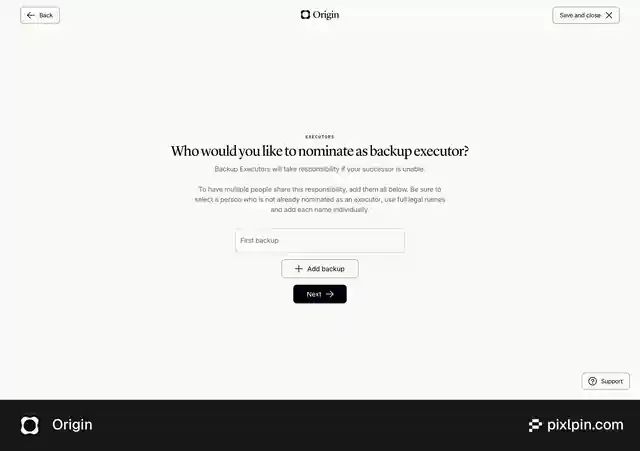 Back
Origin
Save and close
EXECUTORS
Who would you like to nominate as backup executor?
Backup Executors will take responsibility if your successor is unable.
To have multiple people share this responsibility, add them all below. Be sure to
select a person who is not already nominated as an executor, use full legal names
and add each name individually.
First backup
Add backup
Next
Support
Origin
pixlpin.com